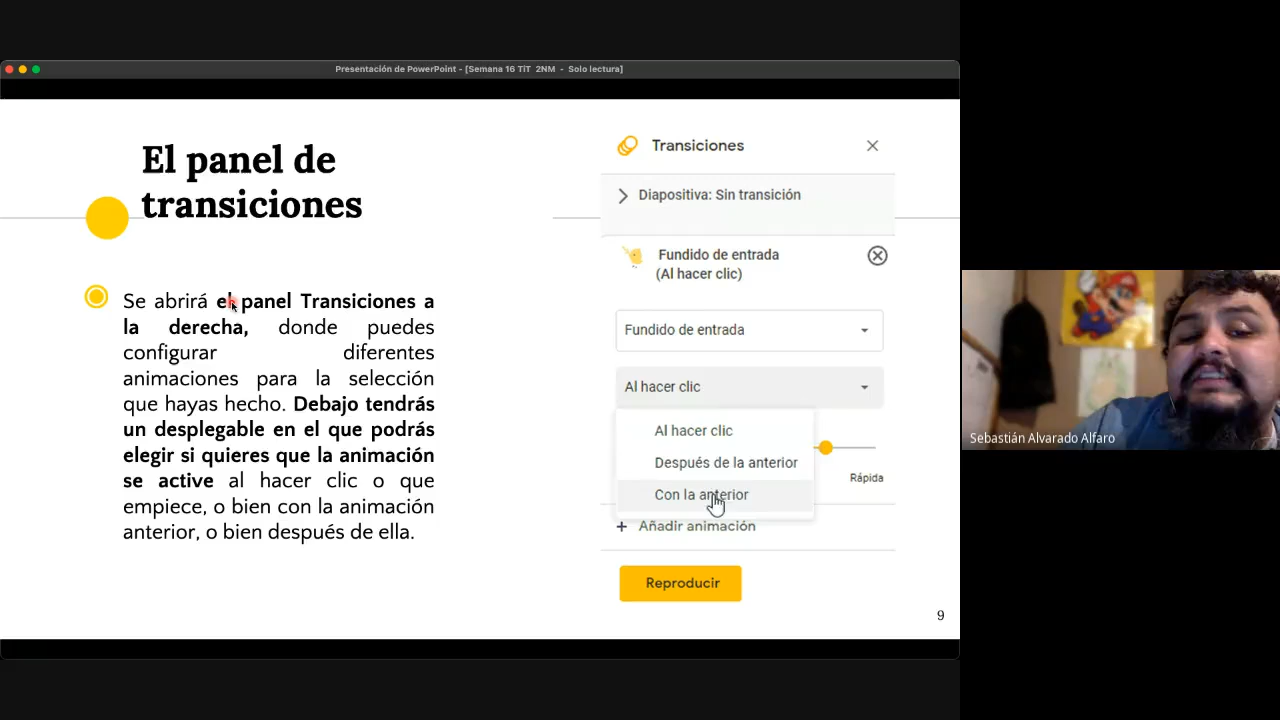 Presentación de PowerPoint - [Semana 16 TiT 2NM - Solo lectura]
El panel de
transiciones
Se abrirá el panel Transiciones a
la derecha, donde puedes
configurar diferentes
animaciones para la selección
que hayas hecho. Debajo tendrás
un desplegable en el que podrás
elegir si quieres que la animación
se active al hacer clic o que
empiece, o bien con la animación
anterior, o bien después de ella.
Transiciones
Diapositiva: Sin transición
Fundido de entrada
(Al hacer clic)
Fundido de entrada
Al hacer clic
Al hacer clic
Después de la anterior
Con la anterior
Rápida
+ Añadir animación
Reproducir
9
Sebastián Alvarado Alfaro